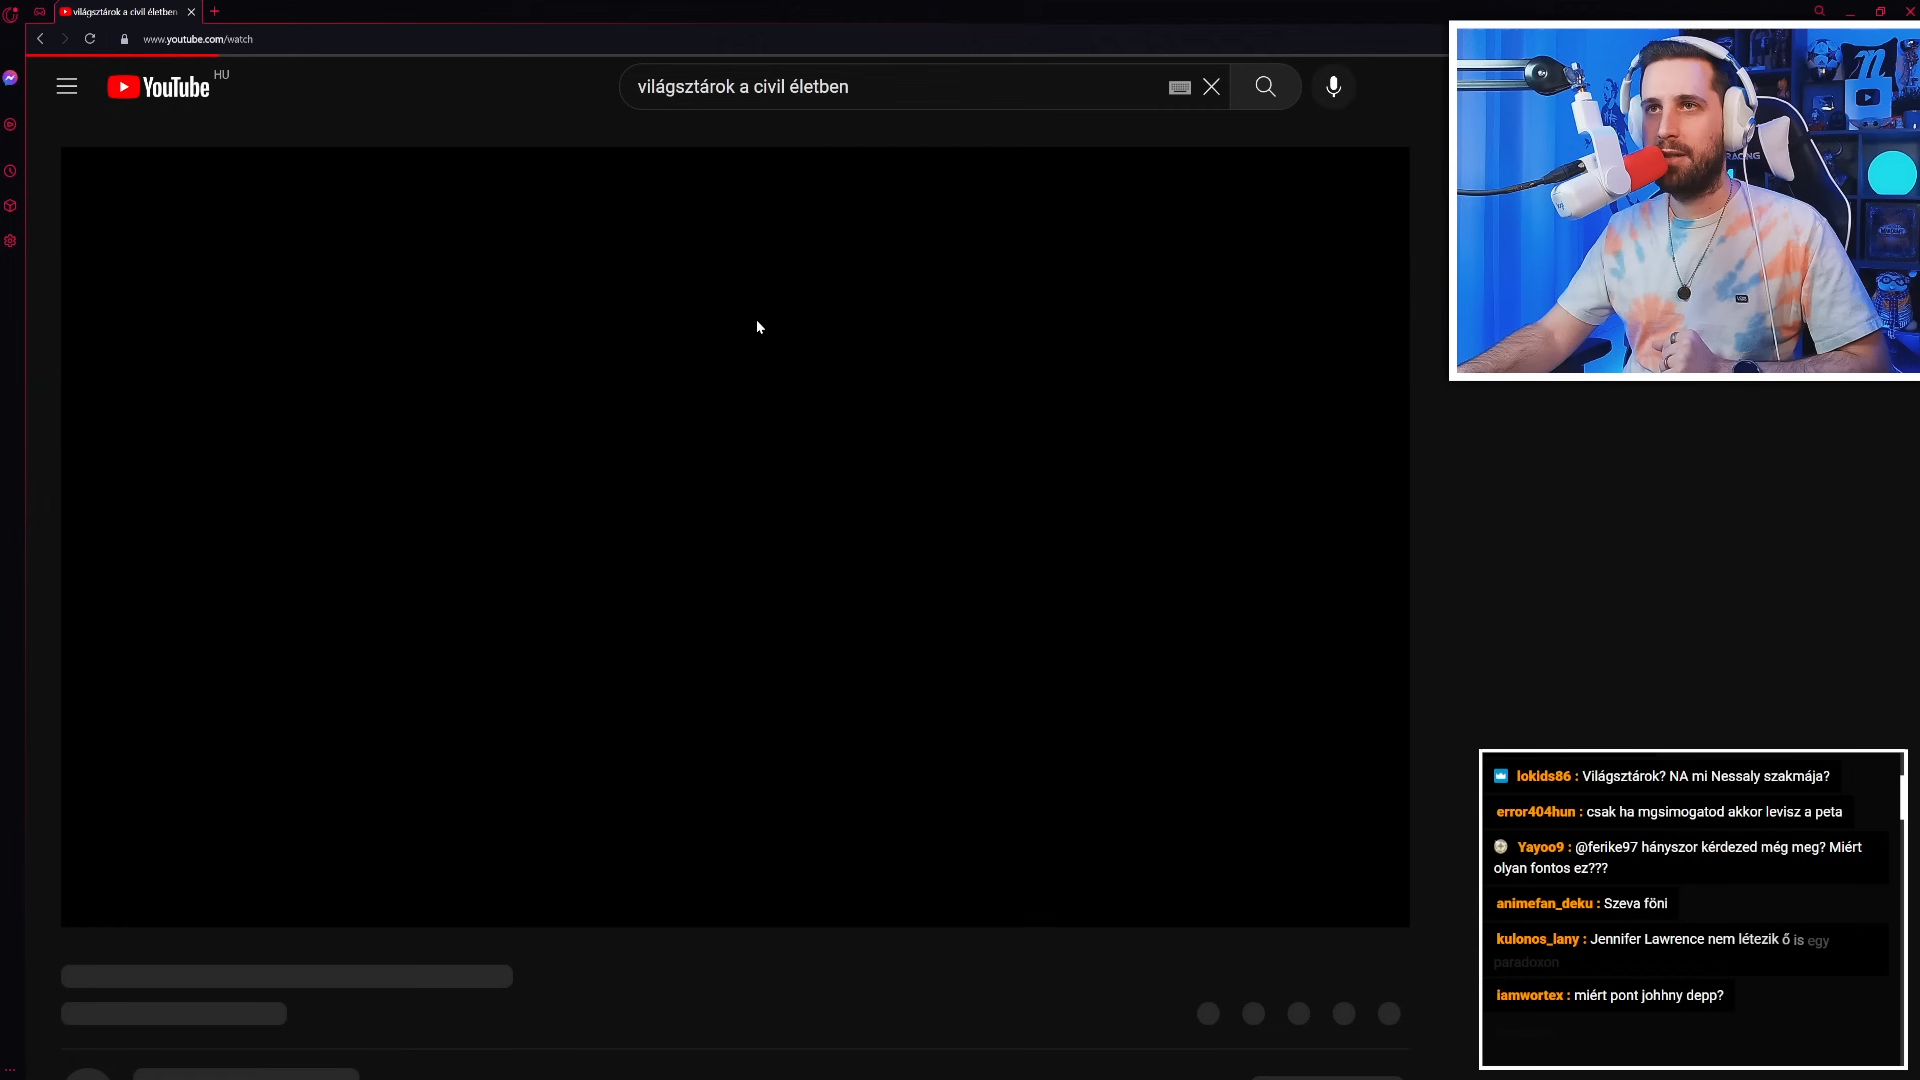 világsztárok a civil életben
www.youtube.com/watch
YouTube HU
világsztárok a civil életben
RACING
lokids86 : Világsztárok? NA mi Nessaly szakmája?
error404hun : csak ha mgsimogatod akkor levisz a peta
Yayoo9 : @ferike97 hányszor kérdezed még meg? Miért
olyan fontos ez???
animefan_deku : Szeva föni
kulonos_lany : Jennifer Lawrence nem létezik ő is egy
paradoxon
iamwortex : miért pont johhny depp?